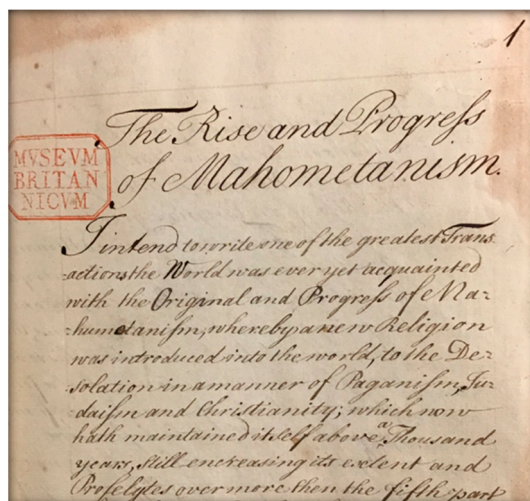 1
The Rise and Progreſs
of Mahometanism.
MVSEVM
BRITAN
NICVM
I intend to write one of the greatest Trans
-actions the World was ever yet acquainted
with the Original and Progreſs of Ma=
=humetaniſm, whereby a new Religion
was introduced into the world, to the De=
-solation in a manner of Paganiſm, Ju=
daiſm and Christianity; which now
hath maintained it self above a Thousand
years, still encreasing its extent and
Proſelytes over more then the fifth part